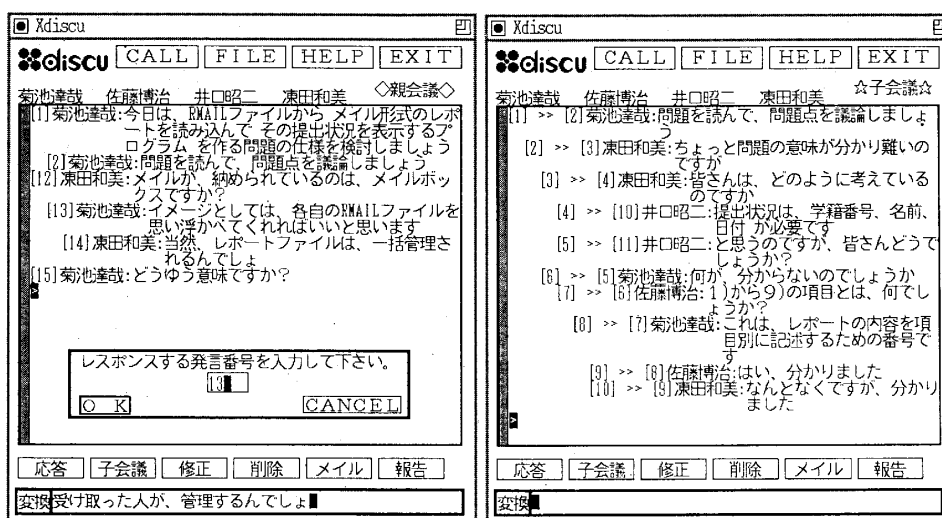 Xdiscu
Xdiscu CALL FILE HELP EXIT
菊池達哉 佐藤博治 井口昭二 凍田和美 ◇親会議◇
[1]菊池達哉:今日は、RMAILファイルから メイル形式のレポ
ートを読み込んで その提出状況を表示するプ
ログラム を作る問題の仕様を検討しましょう
[2]菊池達哉:問題を読んで、問題点を議論しましょう
[12]凍田和美:メイルが、納められているのは、メイルボッ
クスですか?
[13]菊池達哉:イメージとしては、各自のRMAILファイルを
思い浮かべてくれればいいと思います
[14]凍田和美:当然、レポートファイルは、一括管理さ
れるんでしょ
[15]菊池達哉:どうゆう意味ですか?
>
レスポンスする発言番号を入力して下さい。
13
O K CANCEL
応答 子会議 修正 削除 メイル 報告
変換 受け取った人が、管理するんでしょ
Xdiscu
Xdiscu CALL FILE HELP EXIT
菊池達哉 佐藤博治 井口昭二 凍田和美 ☆子会議☆
[1] >> [2]菊池達哉:問題を読んで、問題点を議論しましょ
う
[2] >> [3]凍田和美:ちょっと問題の意味が分かり難いの
ですが
[3] >> [4]凍田和美:皆さんは、どのように考えている
のですか
[4] >> [10]井口昭二:提出状況は、学籍番号、名前、
日付 が必要です
[5] >> [11]井口昭二:と思うのですが、皆さんどうで
しょうか?
[6] >> [5]菊池達哉:何が、分からないのでしょうか
[7] >> [6]佐藤博治:1)から9)の項目とは、何でし
ょうか?
[8] >> [7]菊池達哉:これは、レポートの内容を項
目別に記述するための番号で
す
[9] >> [8]佐藤博治:はい、分かりました
[10] >> [9]凍田和美:なんとなくですが、分かり
ました
>
応答 子会議 修正 削除 メイル 報告
変換